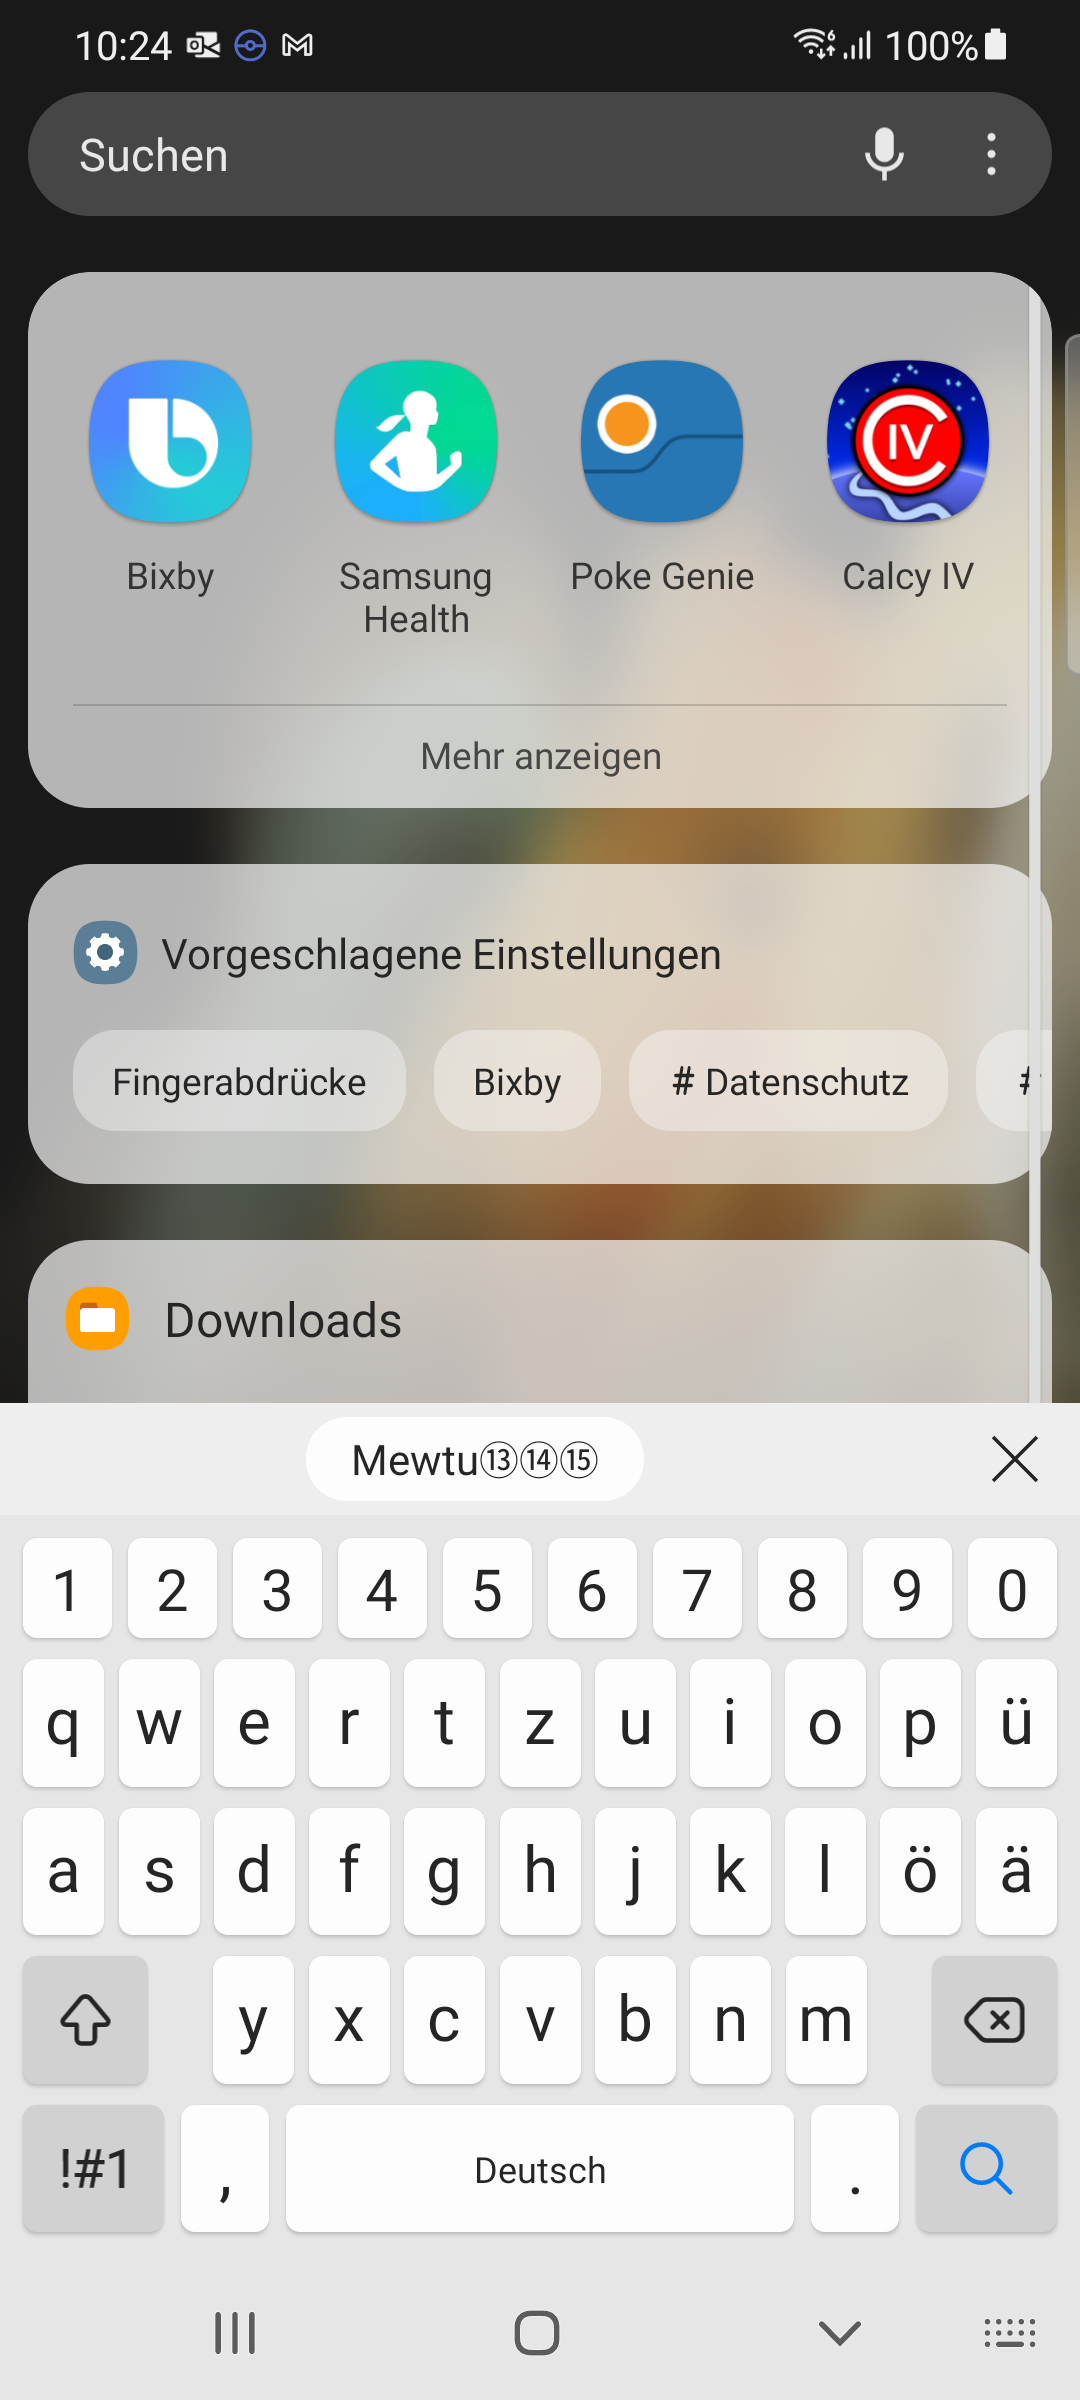 10:24 100%
Suchen
Bixby Samsung Health Poke Genie Calcy IV
Mehr anzeigen
Vorgeschlagene Einstellungen
Fingerabdrücke Bixby # Datenschutz #
Downloads
Mewtu⑬⑭⑮
1 2 3 4 5 6 7 8 9 0
q w e r t z u i o p ü
a s d f g h j k l ö ä
y x c v b n m
!#1 , Deutsch .